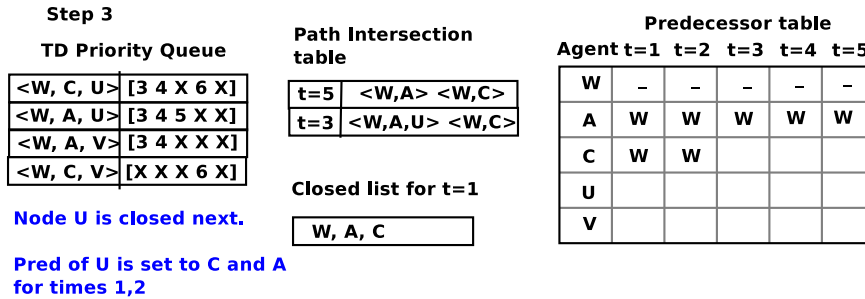 Step 3
TD Priority Queue
<W, C, U> [3 4 X 6 X]
<W, A, U> [3 4 5 X X]
<W, A, V> [3 4 X X X]
<W, C, V> [X X X 6 X]
Node U is closed next.
Pred of U is set to C and A
for times 1,2
Path Intersection
table
t=5 <W,A> <W,C>
t=3 <W,A,U> <W,C>
Closed list for t=1
W, A, C
Predecessor table
Agent t=1 t=2 t=3 t=4 t=5
W – – – – –
A W W W W W
C W W
U
V